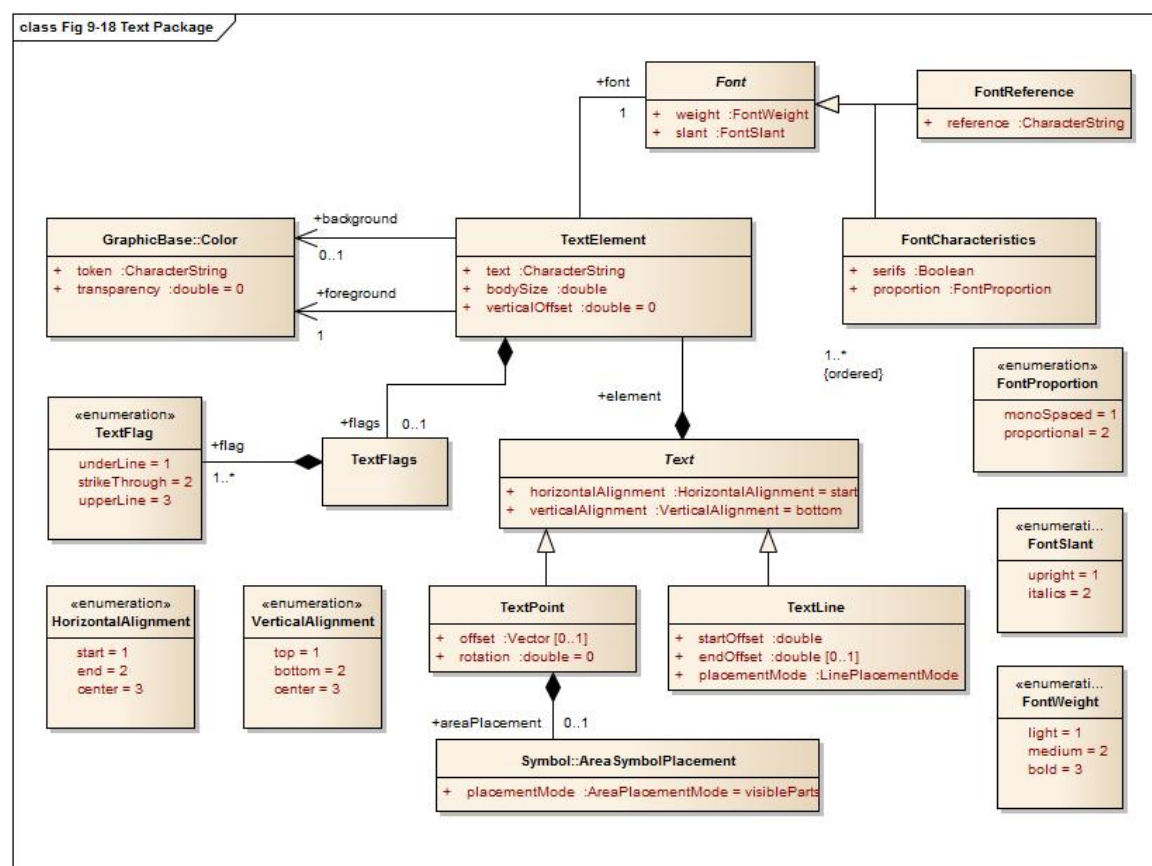 class Fig 9-18 Text Package
+font
1
Font
+ weight :FontWeight
+ slant :FontSlant
FontReference
+ reference :CharacterString
GraphicBase::Color
+ token :CharacterString
+ transparency :double = 0
+background
0..1
+foreground
1
TextElement
+ text :CharacterString
+ bodySize :double
+ verticalOffset :double = 0
FontCharacteristics
+ serifs :Boolean
+ proportion :FontProportion
1..*
{ordered}
+element
«enumeration»
FontProportion
monoSpaced = 1
proportional = 2
«enumeration»
TextFlag
underLine = 1
strikeThrough = 2
upperLine = 3
+flag
1..*
+flags
0..1
TextFlags
Text
+ horizontalAlignment :HorizontalAlignment = start
+ verticalAlignment :VerticalAlignment = bottom
«enumerati...
FontSlant
upright = 1
italics = 2
«enumeration»
HorizontalAlignment
start = 1
end = 2
center = 3
«enumeration»
VerticalAlignment
top = 1
bottom = 2
center = 3
TextPoint
+ offset :Vector [0..1]
+ rotation :double = 0
TextLine
+ startOffset :double
+ endOffset :double [0..1]
+ placementMode :LinePlacementMode
«enumerati...
FontWeight
light = 1
medium = 2
bold = 3
+areaPlacement
0..1
Symbol::AreaSymbolPlacement
+ placementMode :AreaPlacementMode = visibleParts